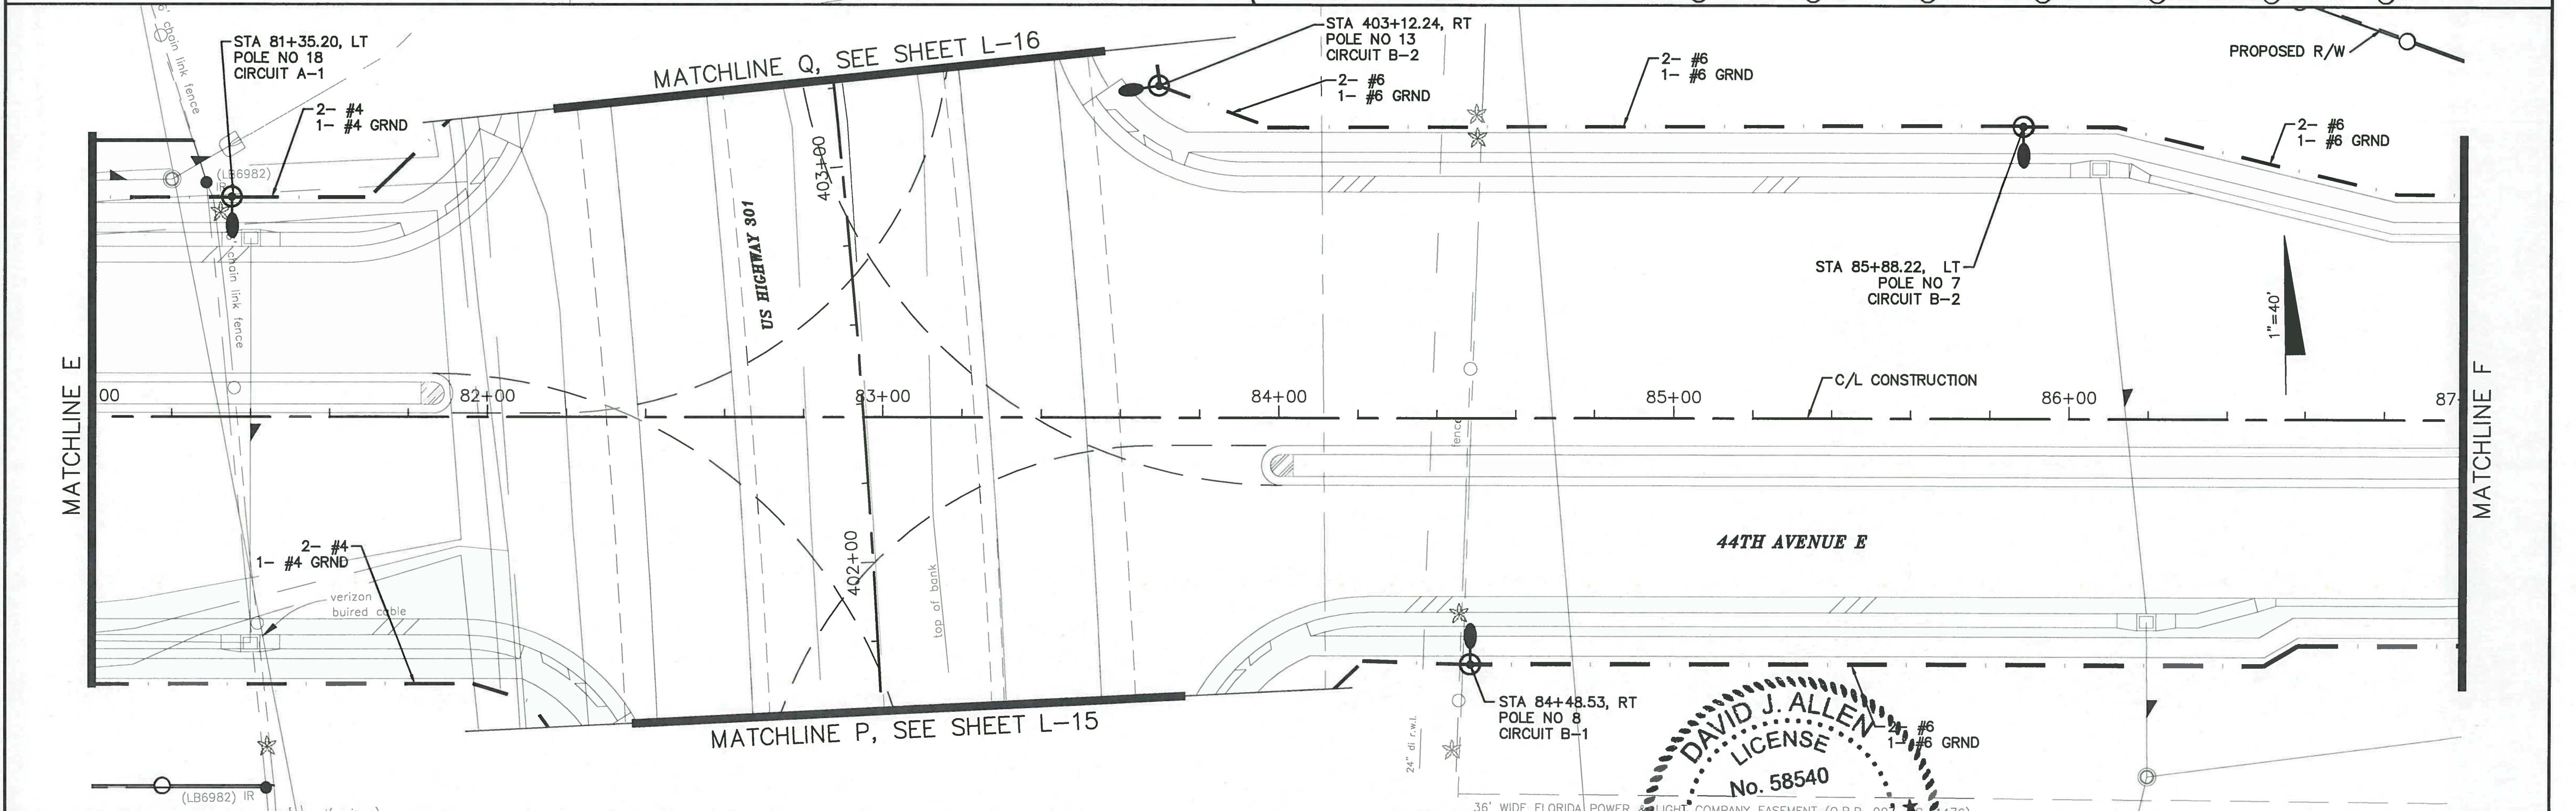 STA 81+35.20, LT
POLE NO 18
CIRCUIT A-1
2- #4
1- #4 GRND
chain link fence
(LB6982)
IR
MATCHLINE Q, SEE SHEET L-16
STA 403+12.24, RT
POLE NO 13
CIRCUIT B-2
2- #6
1- #6 GRND
2- #6
1- #6 GRND
PROPOSED R/W
2- #6
1- #6 GRND
403+00
US HIGHWAY 301
STA 85+88.22, LT
POLE NO 7
CIRCUIT B-2
1"=40'
chain link fence
MATCHLINE E
00
82+00
83+00
84+00
85+00
C/L CONSTRUCTION
86+00
87
MATCHLINE F
fence
44TH AVENUE E
2- #4
1- #4 GRND
verizon
buired cable
402+00
top of bank
MATCHLINE P, SEE SHEET L-15
STA 84+48.53, RT
POLE NO 8
CIRCUIT B-1
2- #6
1- #6 GRND
24" di r.w.l.
DAVID J. ALLEN
LICENSE
No. 58540
(LB6982) IR
36' WIDE FLORIDA POWER & LIGHT COMPANY EASEMENT